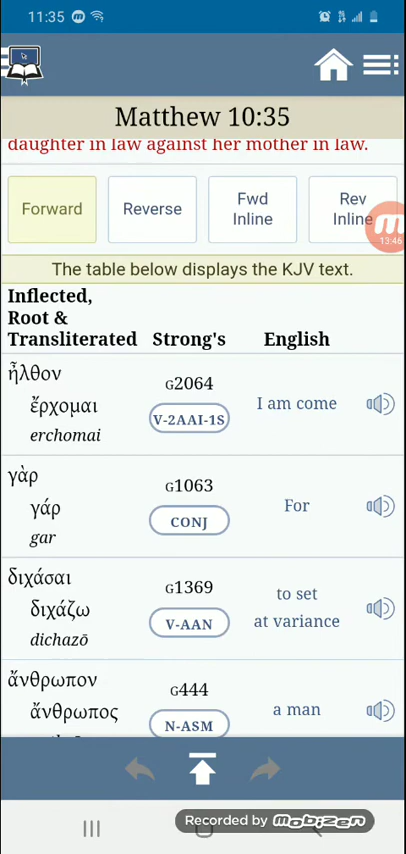 11:35
Matthew 10:35
daughter in law against her mother in law.
Forward
Reverse
Fwd
Inline
Rev
Inline
13:46
The table below displays the KJV text.
Inflected,
Root &
Transliterated Strong's English
ἦλθον
ἔρχομαι
erchomai
G2064
V-2AAI-1S
I am come
γὰρ
γάρ
gar
G1063
CONJ
For
διχάσαι
διχάζω
dichazō
G1369
V-AAN
to set
at variance
ἄνθρωπον
ἄνθρωπος
G444
N-ASM
a man
Recorded by mobizen